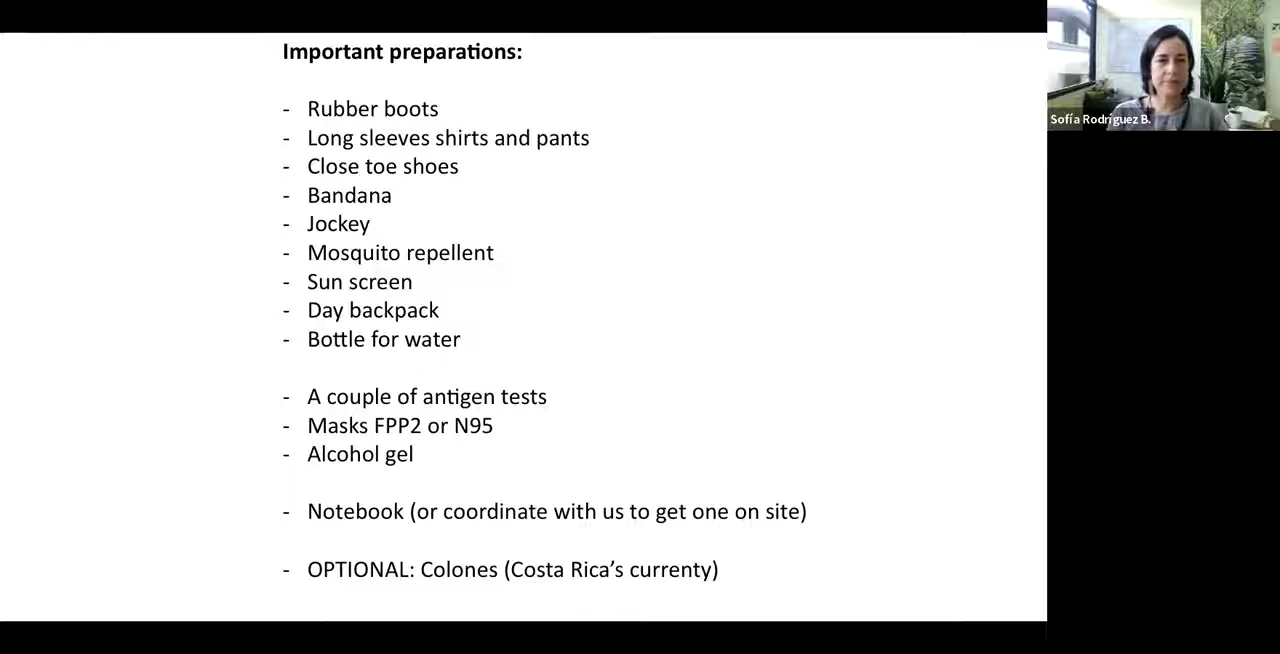 Important preparations:
- Rubber boots
- Long sleeves shirts and pants
- Close toe shoes
- Bandana
- Jockey
- Mosquito repellent
- Sun screen
- Day backpack
- Bottle for water
- A couple of antigen tests
- Masks FPP2 or N95
- Alcohol gel
- Notebook (or coordinate with us to get one on site)
- OPTIONAL: Colones (Costa Rica’s currenty)
Sofía Rodríguez B.